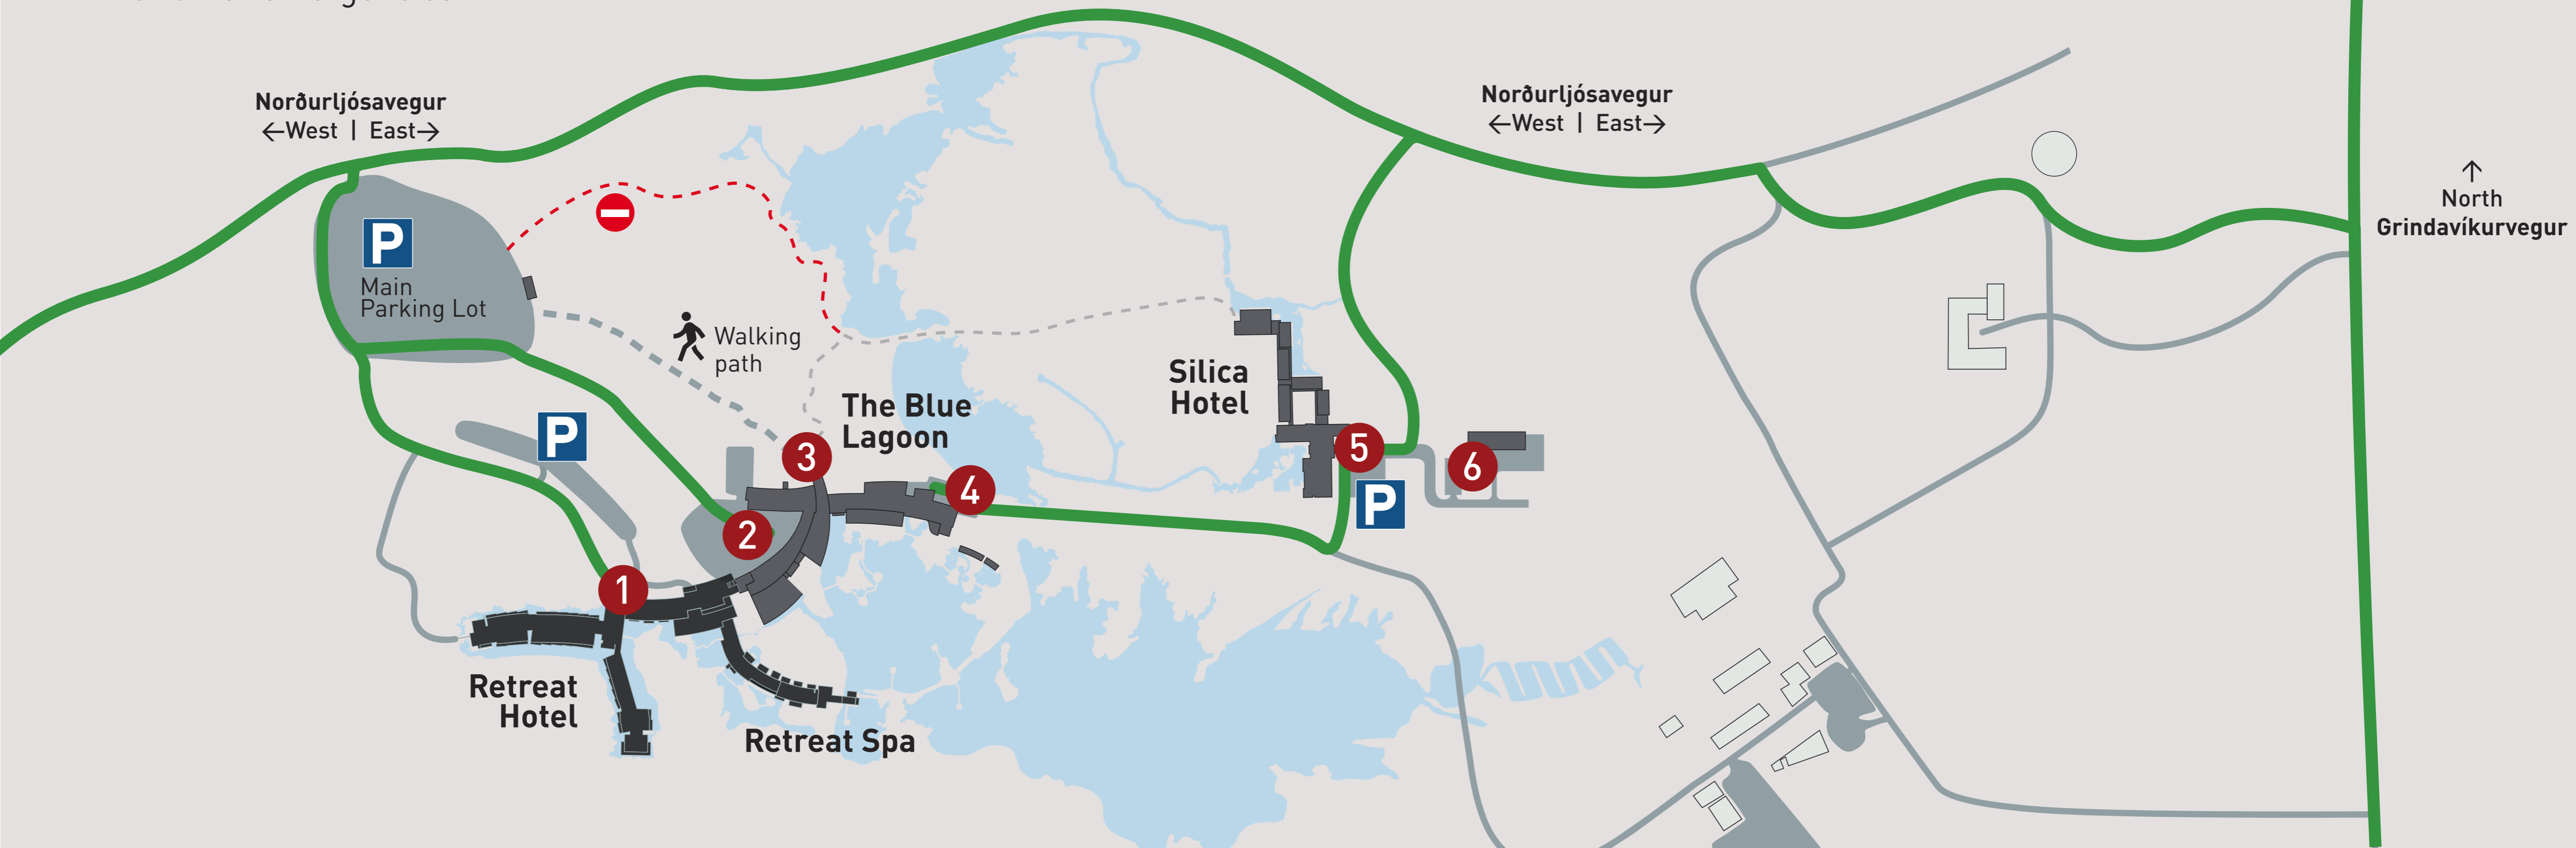 Norðurljósavegur
←West | East→
Norðurljósavegur
←West | East→
↑
North
Grindavíkurvegur
P
Main
Parking Lot
Walking
path
P
The Blue
Lagoon
Silica
Hotel
3
5
6
4
P
2
1
Retreat
Hotel
Retreat Spa